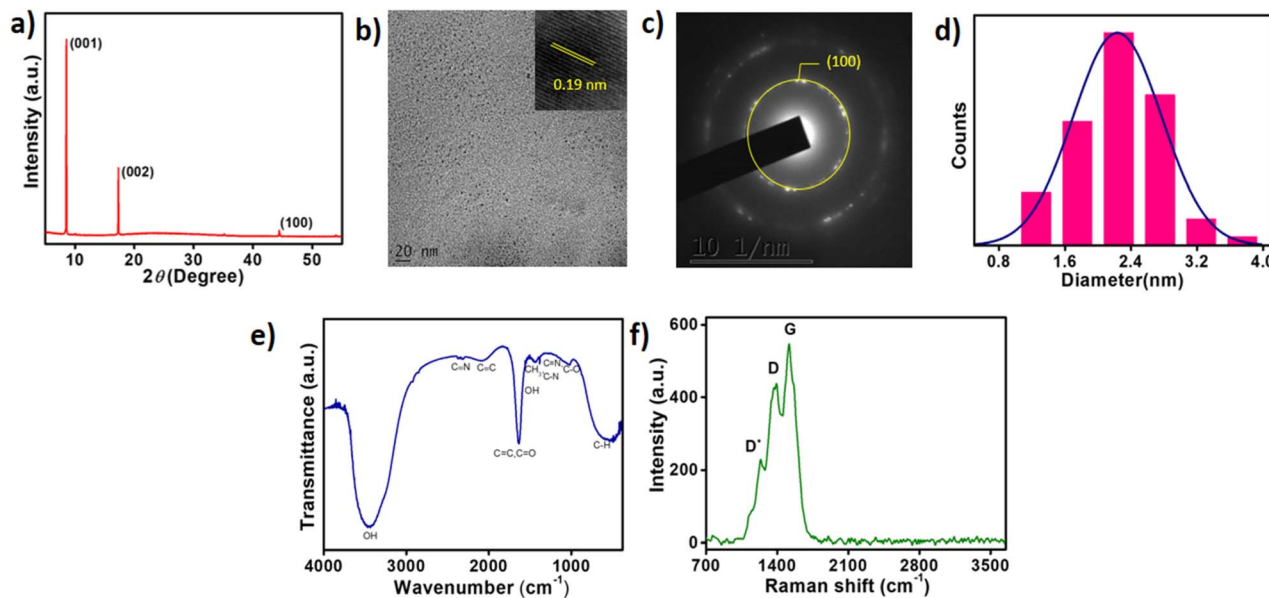 a)
Intensity (a.u.)
(001)
(002)
(100)
10 20 30 40 50
2θ(Degree)
b)
0.19 nm
20 nm
c)
(100)
10 1/nm
d)
Counts
0.8 1.6 2.4 3.2 4.0
Diameter(nm)
e)
Transmittance (a.u.)
OH
C=C,C=O
OH
C-N
C-O
C-H
4000 3000 2000 1000
Wavenumber (cm⁻¹)
f)
Intensity (a.u.)
600
400
200
0
D*
D
G
700 1400 2100 2800 3500
Raman shift (cm⁻¹)